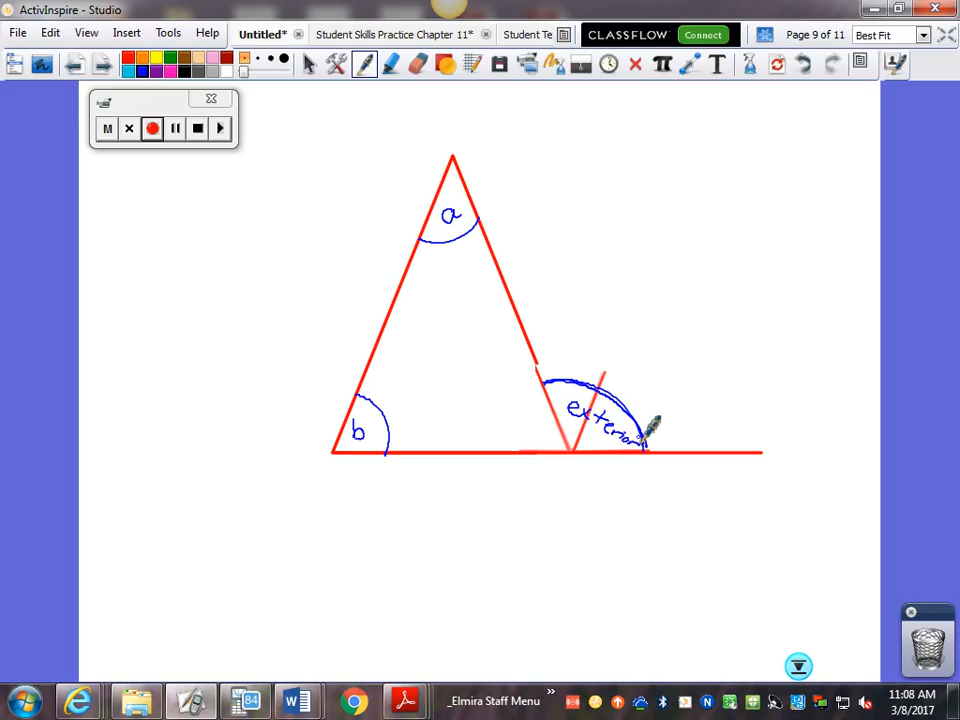 ActivInspire - Studio
File Edit View Insert Tools Help
Untitled* Student Skills Practice Chapter 11* Student Te
CLASSFLOW Connect
Page 9 of 11 Best Fit
M
a
b
exterior
84
W
_Elmira Staff Menu
11:08 AM
3/8/2017